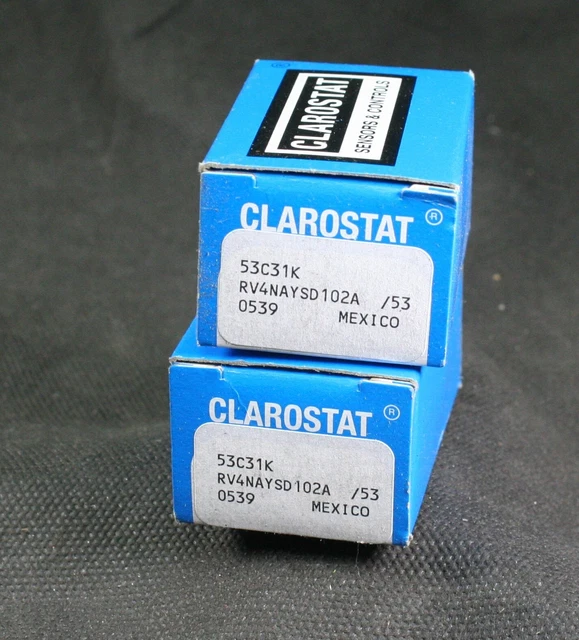 CLAROSTAT
SENSORS & CONTROLS
CLAROSTAT ®
53C31K
RV4NAYSD102A /53
0539 MEXICO
CLAROSTAT ®
53C31K
RV4NAYSD102A /53
0539 MEXICO